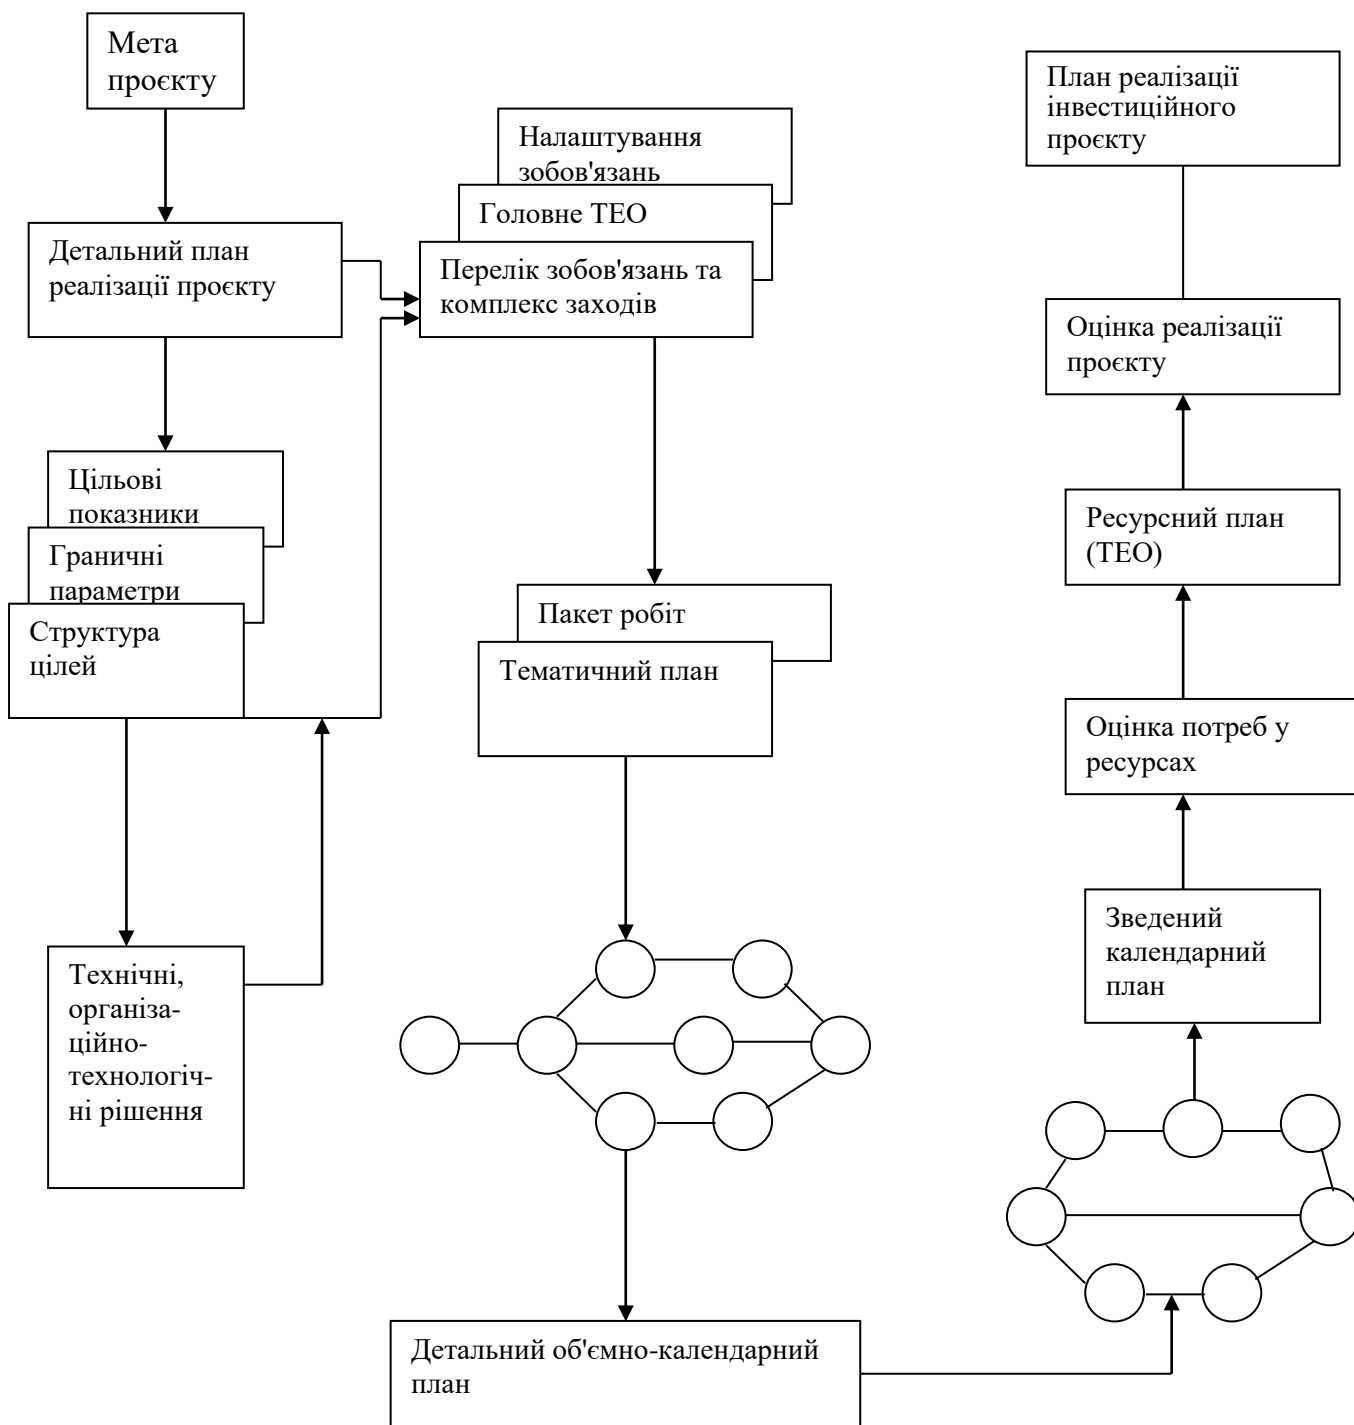 Мета
проєкту
Детальний план
реалізації проєкту
Цільові
показники
Граничні
параметри
Структура
цілей
Технічні,
організа-
ційно-
технологіч-
ні рішення
Налаштування
зобов'язань
Головне ТЕО
Перелік зобов'язань та
комплекс заходів
Пакет робіт
Тематичний план
Детальний об'ємно-календарний
план
План реалізації
інвестиційного
проєкту
Оцінка реалізації
проєкту
Ресурсний план
(ТЕО)
Оцінка потреб у
ресурсах
Зведений
календарний
план